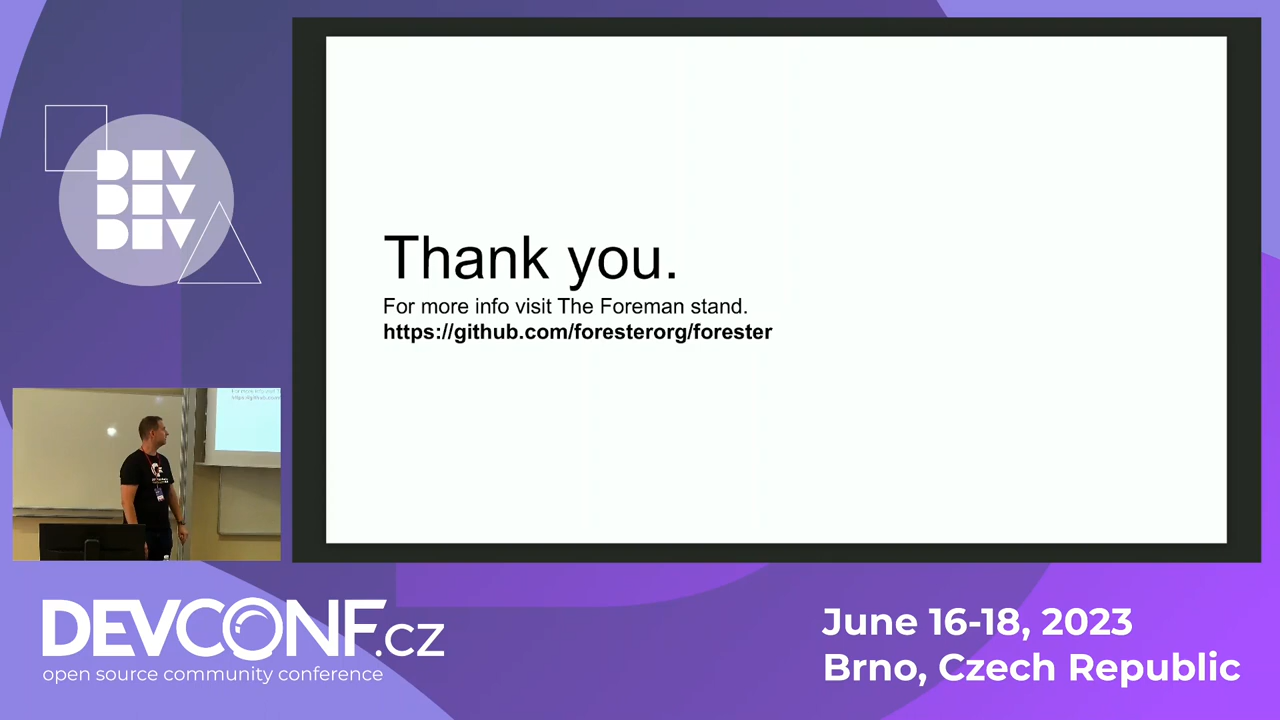 DEV
DEV
DEV
Thank you.
For more info visit The Foreman stand.
https://github.com/foresterorg/forester
DEVCONF.cz
open source community conference
June 16-18, 2023
Brno, Czech Republic